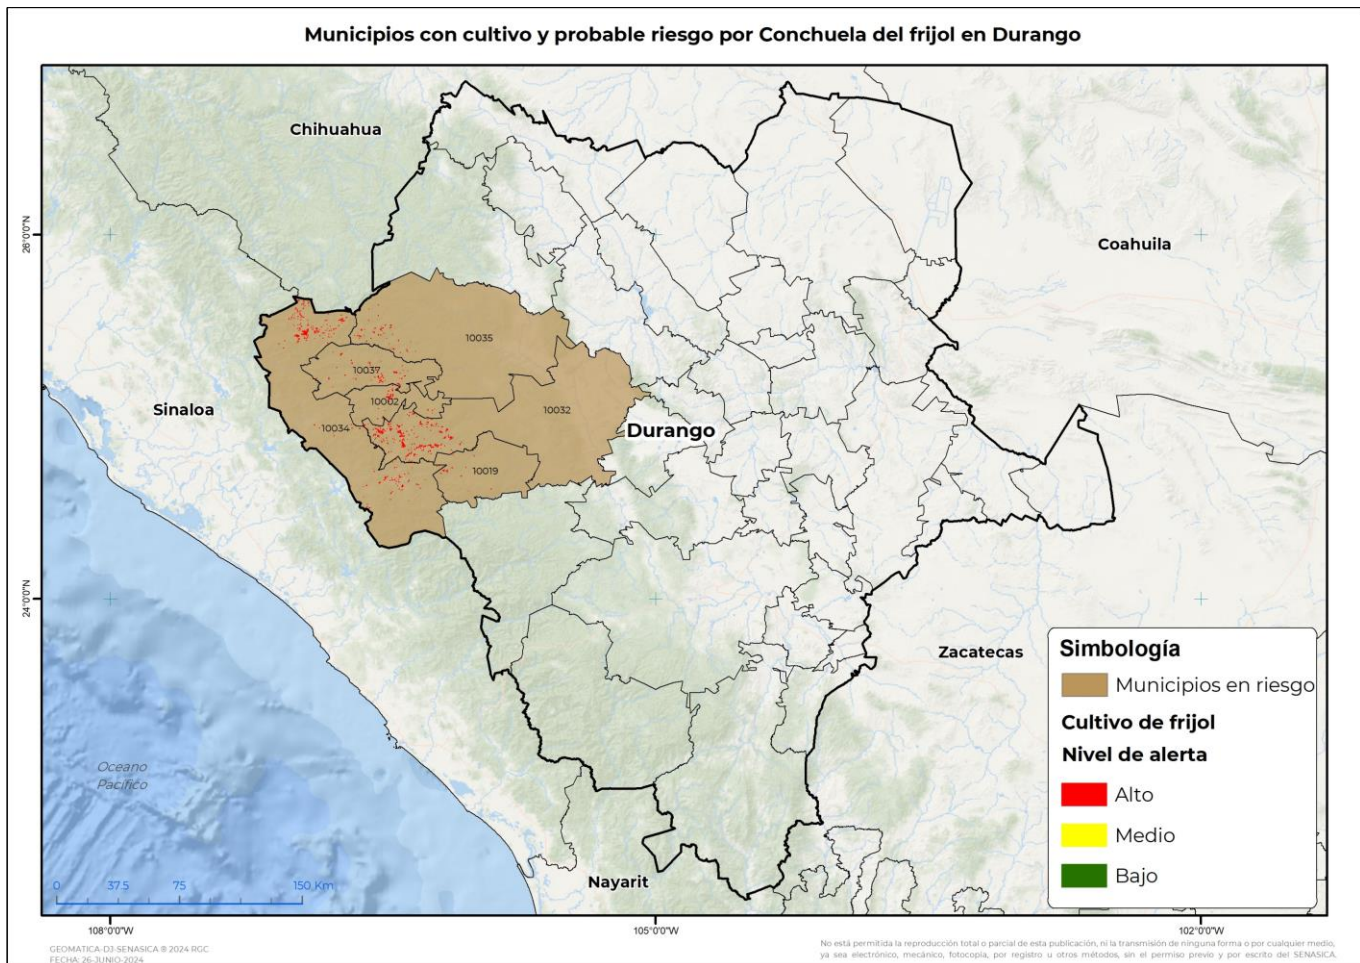 Municipios con cultivo y probable riesgo por Conchuela del frijol en Durango
Chihuahua
26°0'0"N
Coahuila
10035
10037
Sinaloa
10002
10032
10034
Durango
10019
24°0'0"N
Simbología
Zacatecas
Municipios en riesgo
Cultivo de frijol
Nivel de alerta
Oceano
Pacífico
Alto
Medio
Bajo
Nayarit
0 37.5 75 150 Km
108°0'0"W 105°0'0"W 102°0'0"W
GEOMATICA-DJ-SENASICA ® 2024 RGC
FECHA: 26-JUNIO-2024
No está permitida la reproducción total o parcial de esta publicación, ni la transmisión de ninguna forma o por cualquier medio,
ya sea electrónico, mecánico, fotocopia, por registro u otros métodos, sin el permiso previo y por escrito del SENASICA.